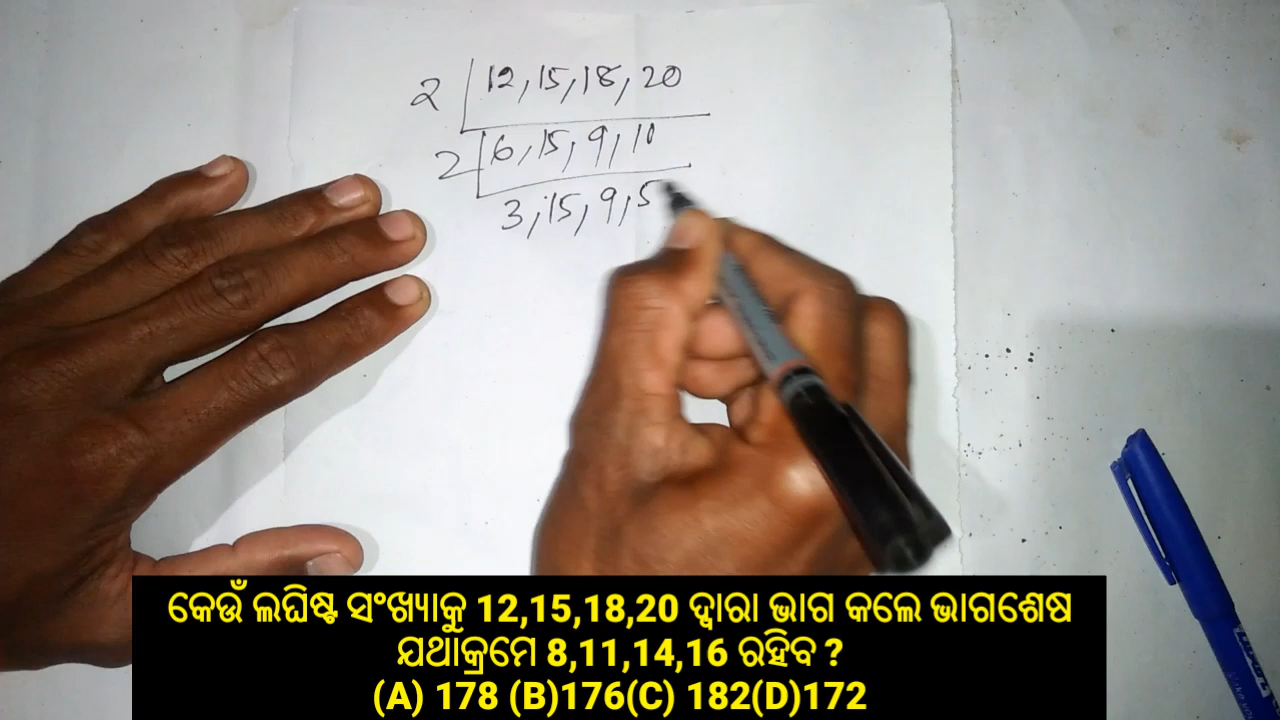 2 12,15,18,20
2 6,15,9,10
3,15,9,5
କେଉଁ ଲଘିଷ୍ଟ ସଂଖ୍ୟାକୁ 12,15,18,20 ଦ୍ୱାରା ଭାଗ କଲେ ଭାଗଶେଷ
ଯଥାକ୍ରମେ 8,11,14,16 ରହିବ ?
(A) 178 (B)176(C) 182(D)172